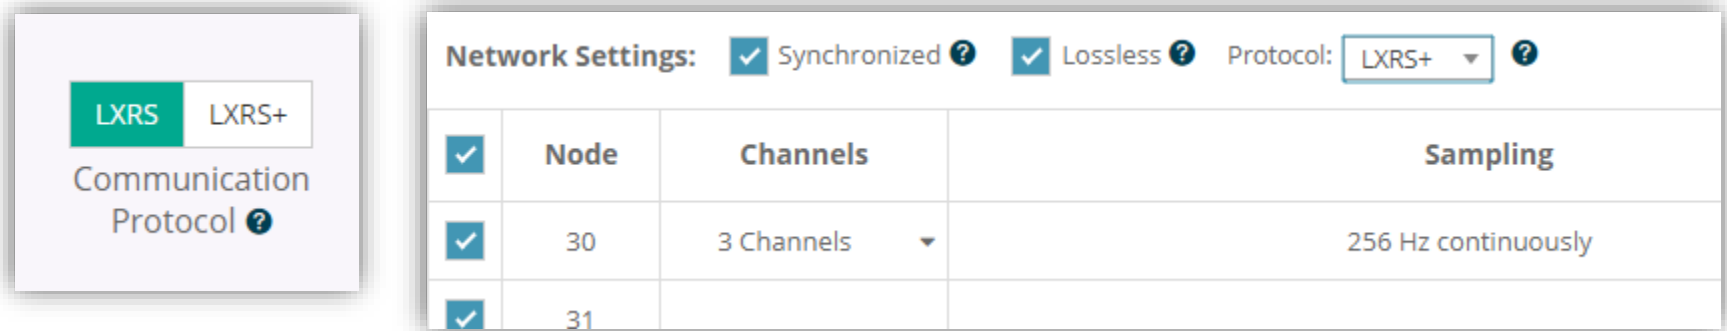 LXRS LXRS+
Communication
Protocol ?
Network Settings: Synchronized ? Lossless ? Protocol: LXRS+ ?
Node Channels Sampling
30 3 Channels 256 Hz continuously
31